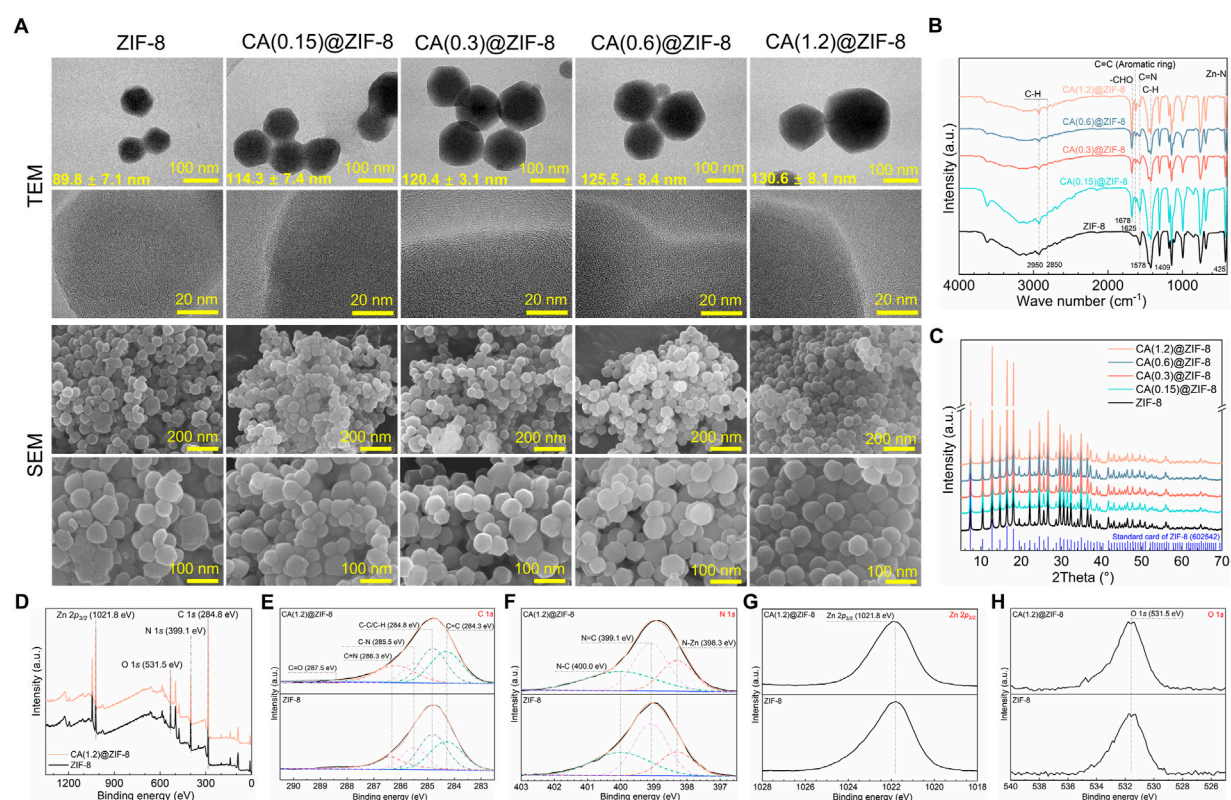 A
ZIF-8
CA(0.15)@ZIF-8
CA(0.3)@ZIF-8
CA(0.6)@ZIF-8
CA(1.2)@ZIF-8
TEM
100 nm
89.8 ± 7.1 nm
100 nm
114.3 ± 7.4 nm
100 nm
120.4 ± 3.1 nm
100 nm
125.5 ± 8.4 nm
100 nm
130.6 ± 8.1 nm
20 nm
20 nm
20 nm
20 nm
20 nm
SEM
200 nm
200 nm
200 nm
200 nm
200 nm
100 nm
100 nm
100 nm
100 nm
100 nm
B
C=C (Aromatic ring)
-CHO
C=N
Zn-N
C-H
C-H
CA(1.2)@ZIF-8
CA(0.6)@ZIF-8
CA(0.3)@ZIF-8
CA(0.15)@ZIF-8
1678
1625
ZIF-8
2950
2850
1578
1409
425
4000
3000
2000
1000
Wave number (cm-1)
Intensity (a.u.)
C
CA(1.2)@ZIF-8
CA(0.6)@ZIF-8
CA(0.3)@ZIF-8
CA(0.15)@ZIF-8
ZIF-8
Standard card of ZIF-8 (602542)
10
20
30
40
50
60
70
2Theta (°)
Intensity (a.u.)
D
Zn 2p3/2 (1021.8 eV)
C 1s (284.8 eV)
N 1s (399.1 eV)
O 1s (531.5 eV)
CA(1.2)@ZIF-8
ZIF-8
1200
900
600
300
0
Binding energy (eV)
Intensity (a.u.)
E
CA(1.2)@ZIF-8
C 1s
C-C/C-H (284.8 eV)
C=C (284.3 eV)
C-N (285.5 eV)
C=N (286.3 eV)
C=O (287.5 eV)
ZIF-8
290
289
288
287
286
285
284
283
Binding energy (eV)
Intensity (a.u.)
F
CA(1.2)@ZIF-8
N 1s
N=C (399.1 eV)
N-Zn (398.3 eV)
N-C (400.0 eV)
ZIF-8
403
402
401
400
399
398
397
Binding energy (eV)
Intensity (a.u.)
G
CA(1.2)@ZIF-8
Zn 2p3/2 (1021.8 eV)
Zn 2p3/2
ZIF-8
1028
1026
1024
1022
1020
1018
Binding energy (eV)
Intensity (a.u.)
H
CA(1.2)@ZIF-8
O 1s (531.5 eV)
O 1s
ZIF-8
540
538
536
534
532
530
528
526
Binding energy (eV)
Intensity (a.u.)